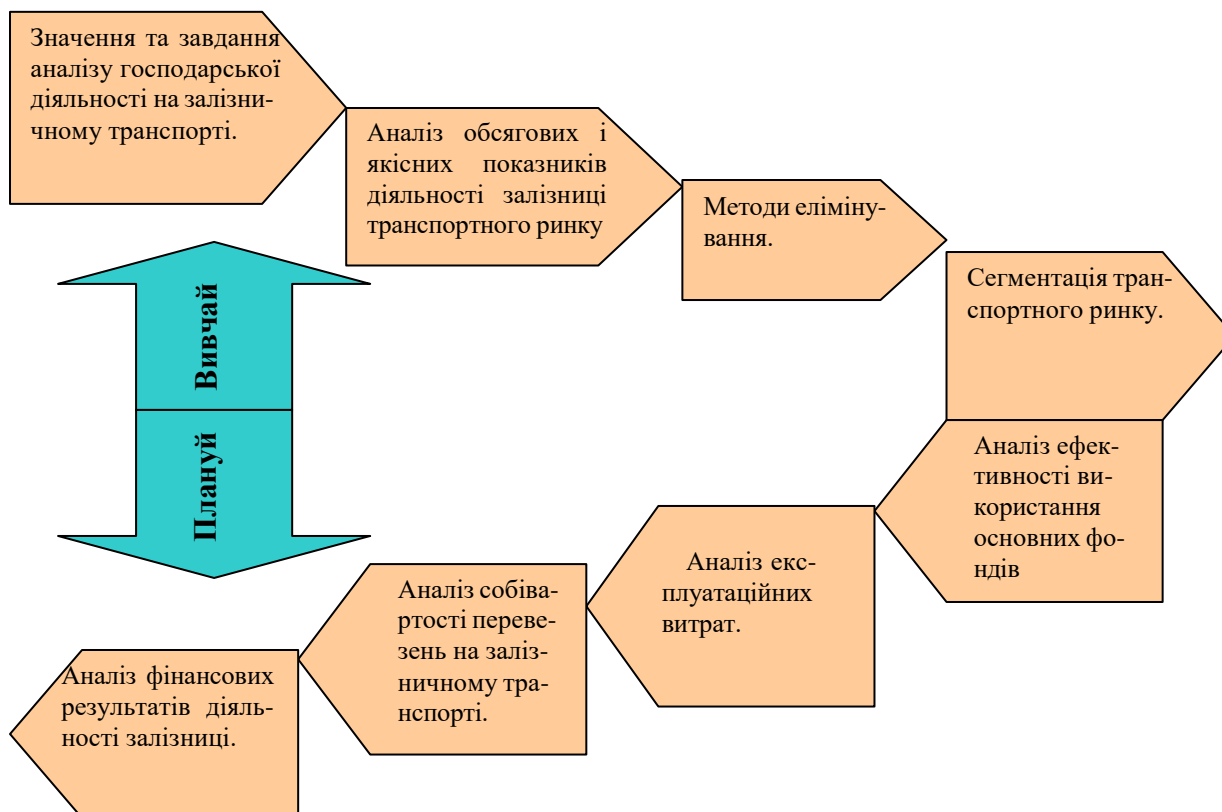 Значення та завдання
аналізу господарської
діяльності на залізни-
чному транспорті.
Аналіз обсягових і
якісних показників
діяльності залізниці
транспортного ринку
Методи еліміну-
вання.
Сегментація тран-
спортного ринку.
Вивчай
Плануй
Аналіз ефек-
тивності ви-
користання
основних фо-
ндів
Аналіз екс-
плуатаційних
витрат.
Аналіз собіва-
ртості переве-
зень на заліз-
ничному тра-
нспорті.
Аналіз фінансових
результатів діяль-
ності залізниці.